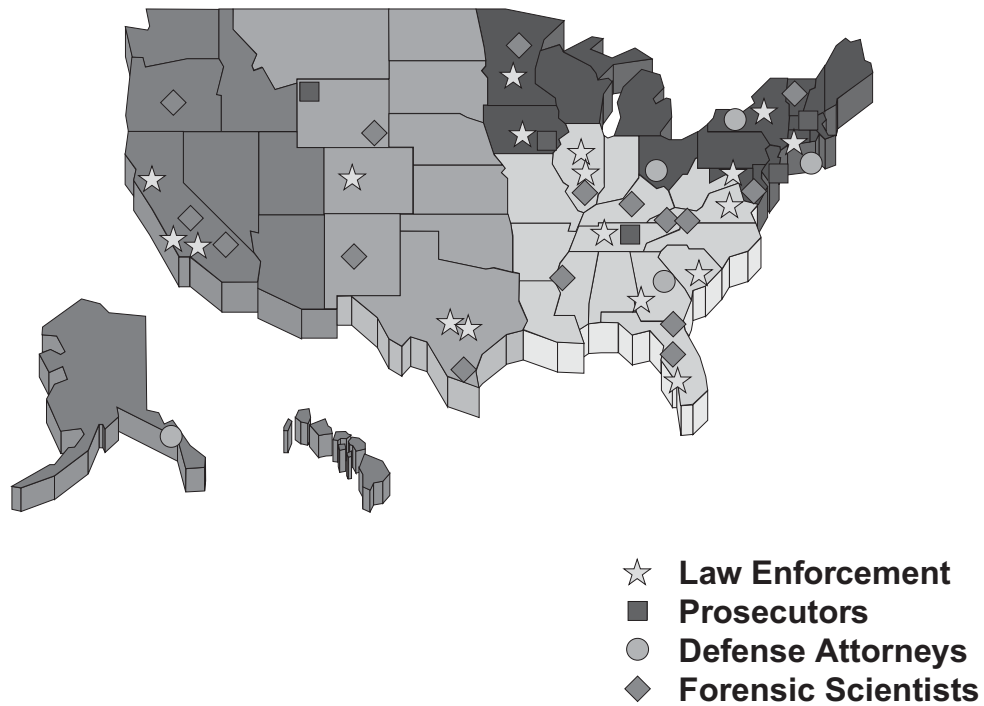 Law Enforcement
Prosecutors
Defense Attorneys
Forensic Scientists